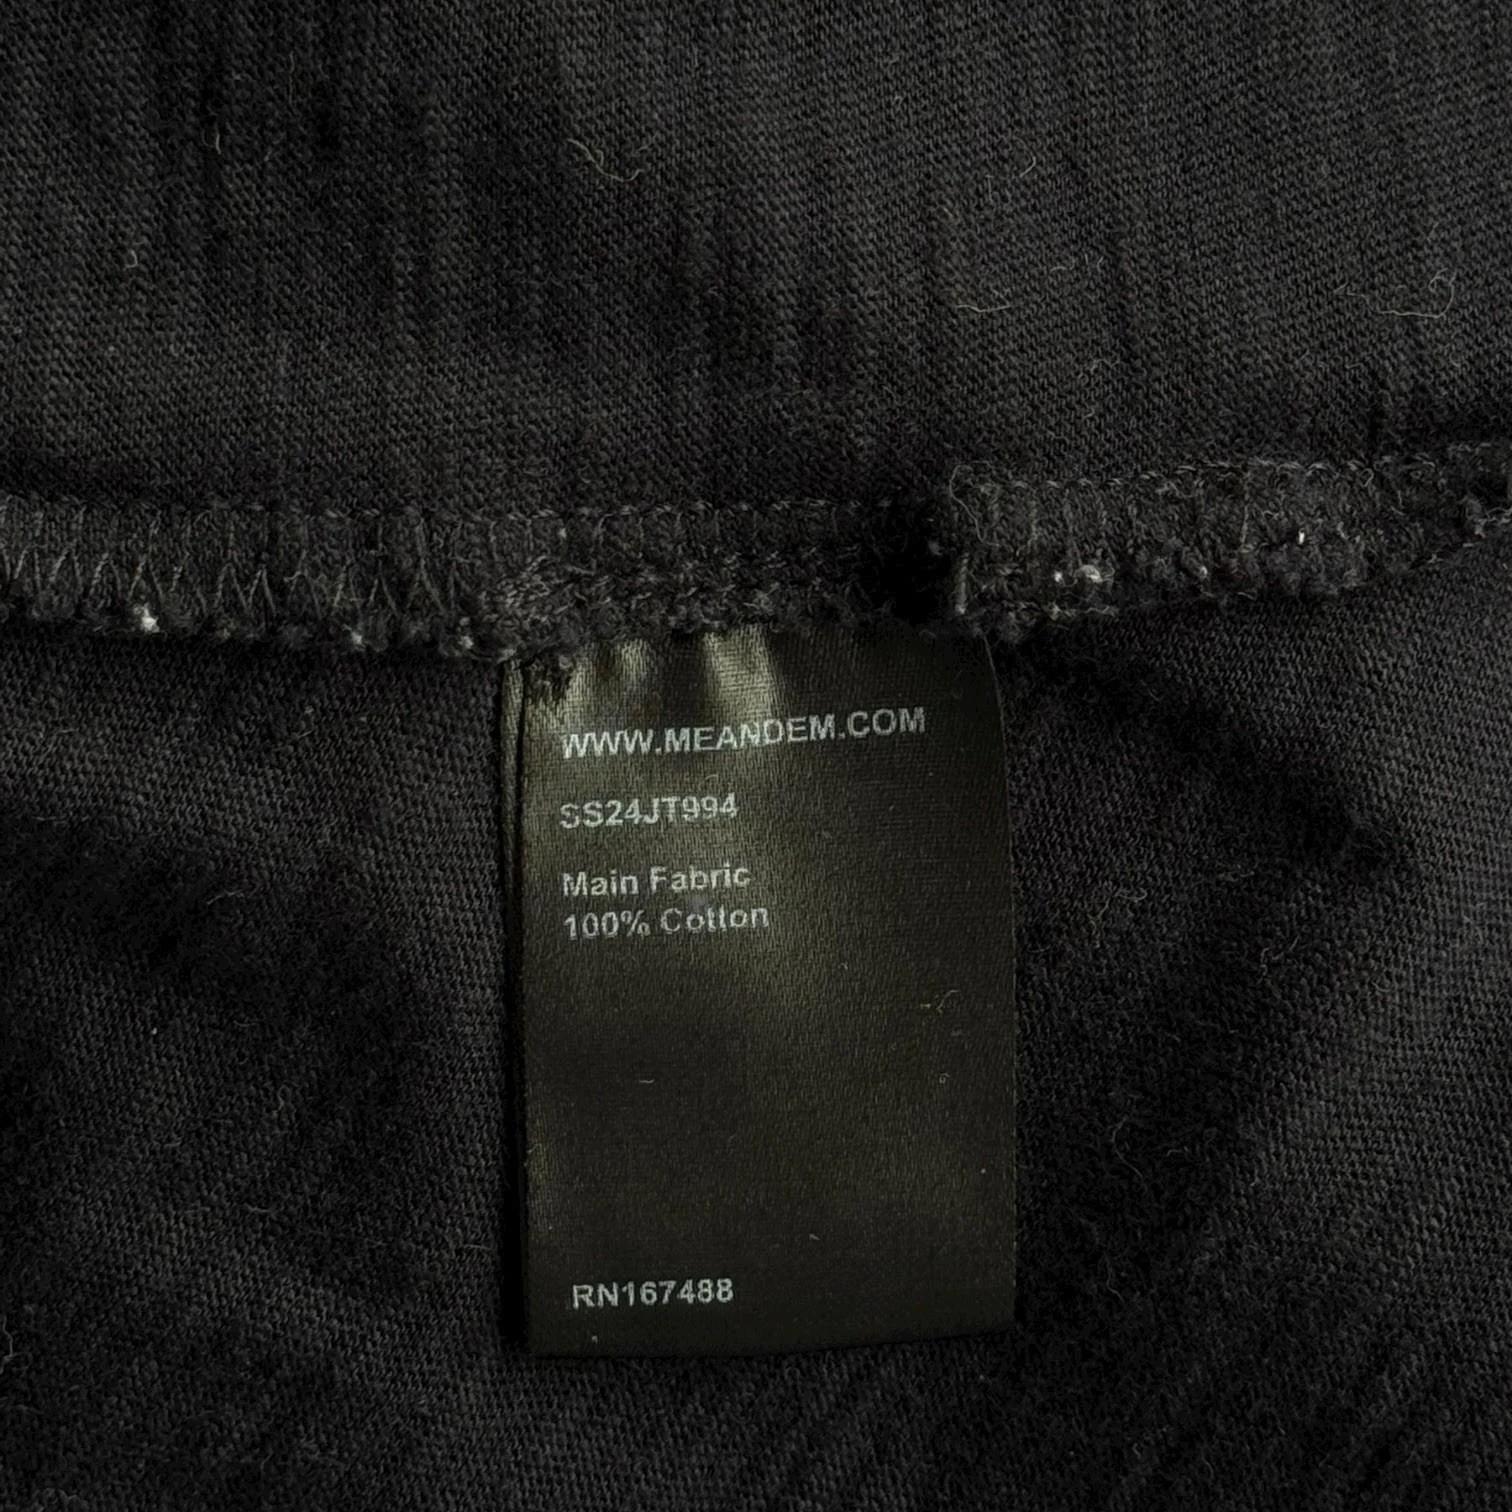 WWW.MEANDEM.COM
SS24JT994
Main Fabric
100% Cotton
RN167488